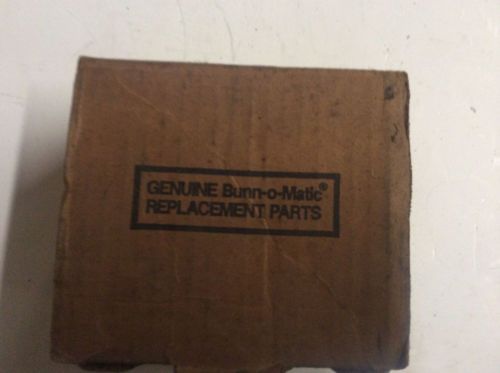 GENUINE Bunn-o-Matic®
REPLACEMENT PARTS